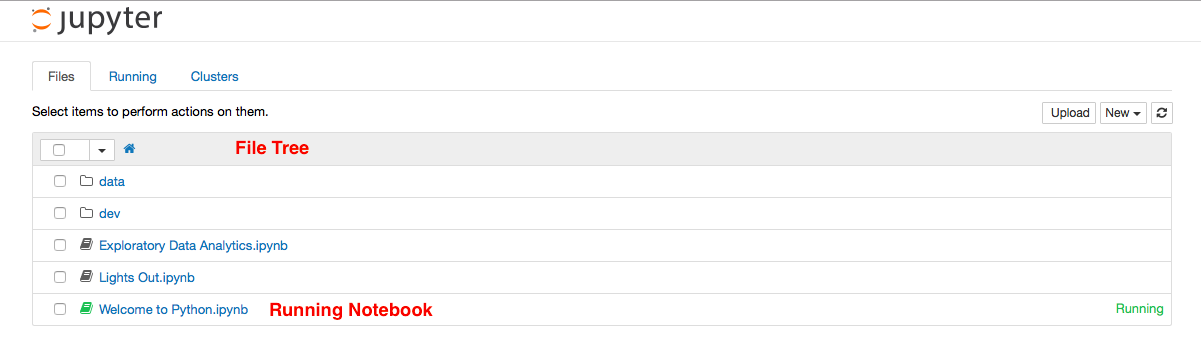 jupyter
Files Running Clusters
Select items to perform actions on them.
Upload New
File Tree
data
dev
Exploratory Data Analytics.ipynb
Lights Out.ipynb
Welcome to Python.ipynb Running Notebook Running